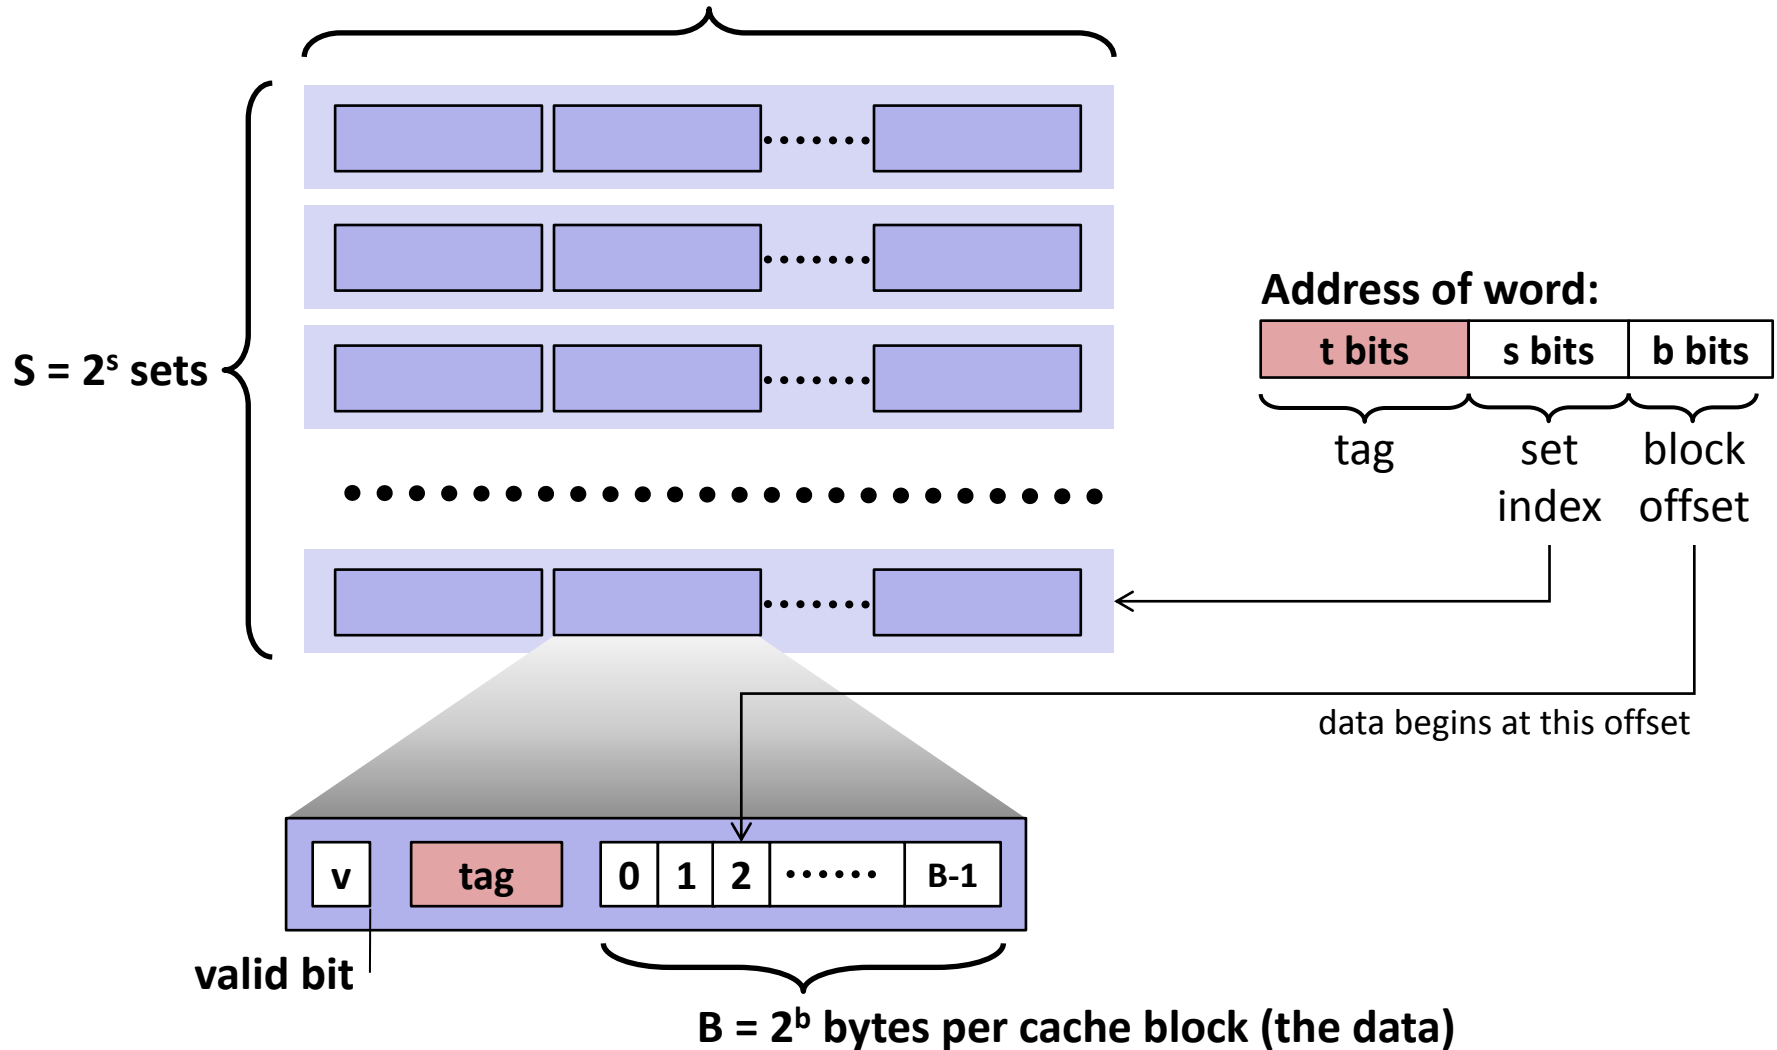 Address of word:
t bits s bits b bits
S = 2ˢ sets
tag set block
index offset
data begins at this offset
v tag 0 1 2 B-1
valid bit
B = 2ᵇ bytes per cache block (the data)